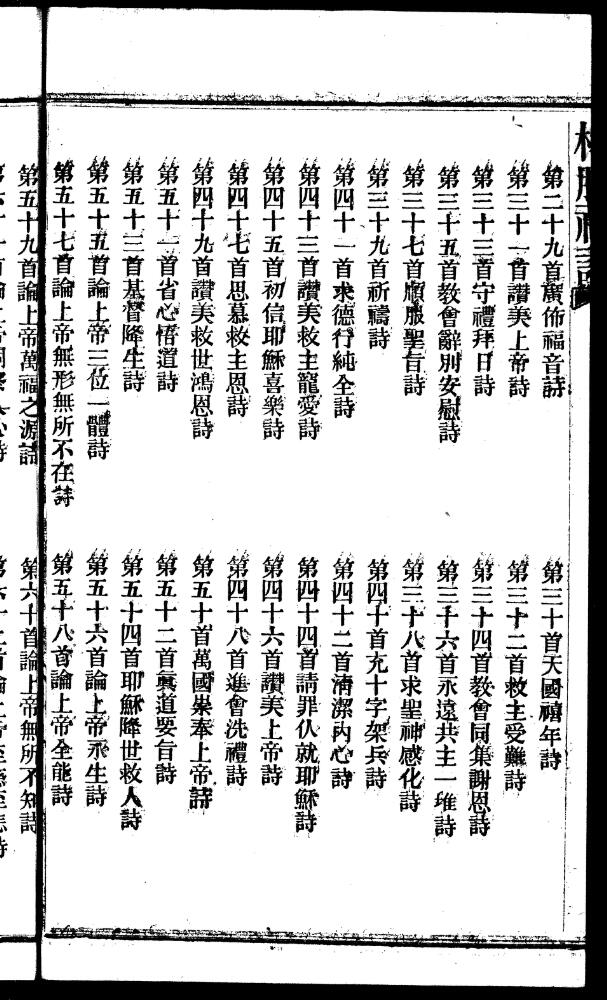 第二十九首廣佈福音詩
第三十首天國禧年詩
第三十一首讚美上帝詩
第三十二首救主受難詩
第三十三首守禮拜日詩
第三十四首教會同集謝恩詩
第三十五首教會辭別安慰詩
第三十六首永遠共主一堆詩
第三十七首順服聖旨詩
第三十八首求聖神感化詩
第三十九首祈禱詩
第四十首充十字架兵詩
第四十一首求德行純全詩
第四十二首清潔內心詩
第四十三首讚美救主寵愛詩
第四十四首請罪仆就耶穌詩
第四十五首初信耶穌喜樂詩
第四十六首讚美上帝詩
第四十七首思慕救主恩詩
第四十八首進會洗禮詩
第四十九首讚美救世鴻恩詩
第五十首萬國崇奉上帝詩
第五十一首省心悟道詩
第五十二首真道要旨詩
第五十三首基督降生詩
第五十四首耶穌降世救人詩
第五十五首論上帝三位一體詩
第五十六首論上帝永生詩
第五十七首論上帝無形無所不在詩
第五十八首論上帝全能詩
第五十九首論上帝萬福之源詩
第六十首論上帝無所不知詩